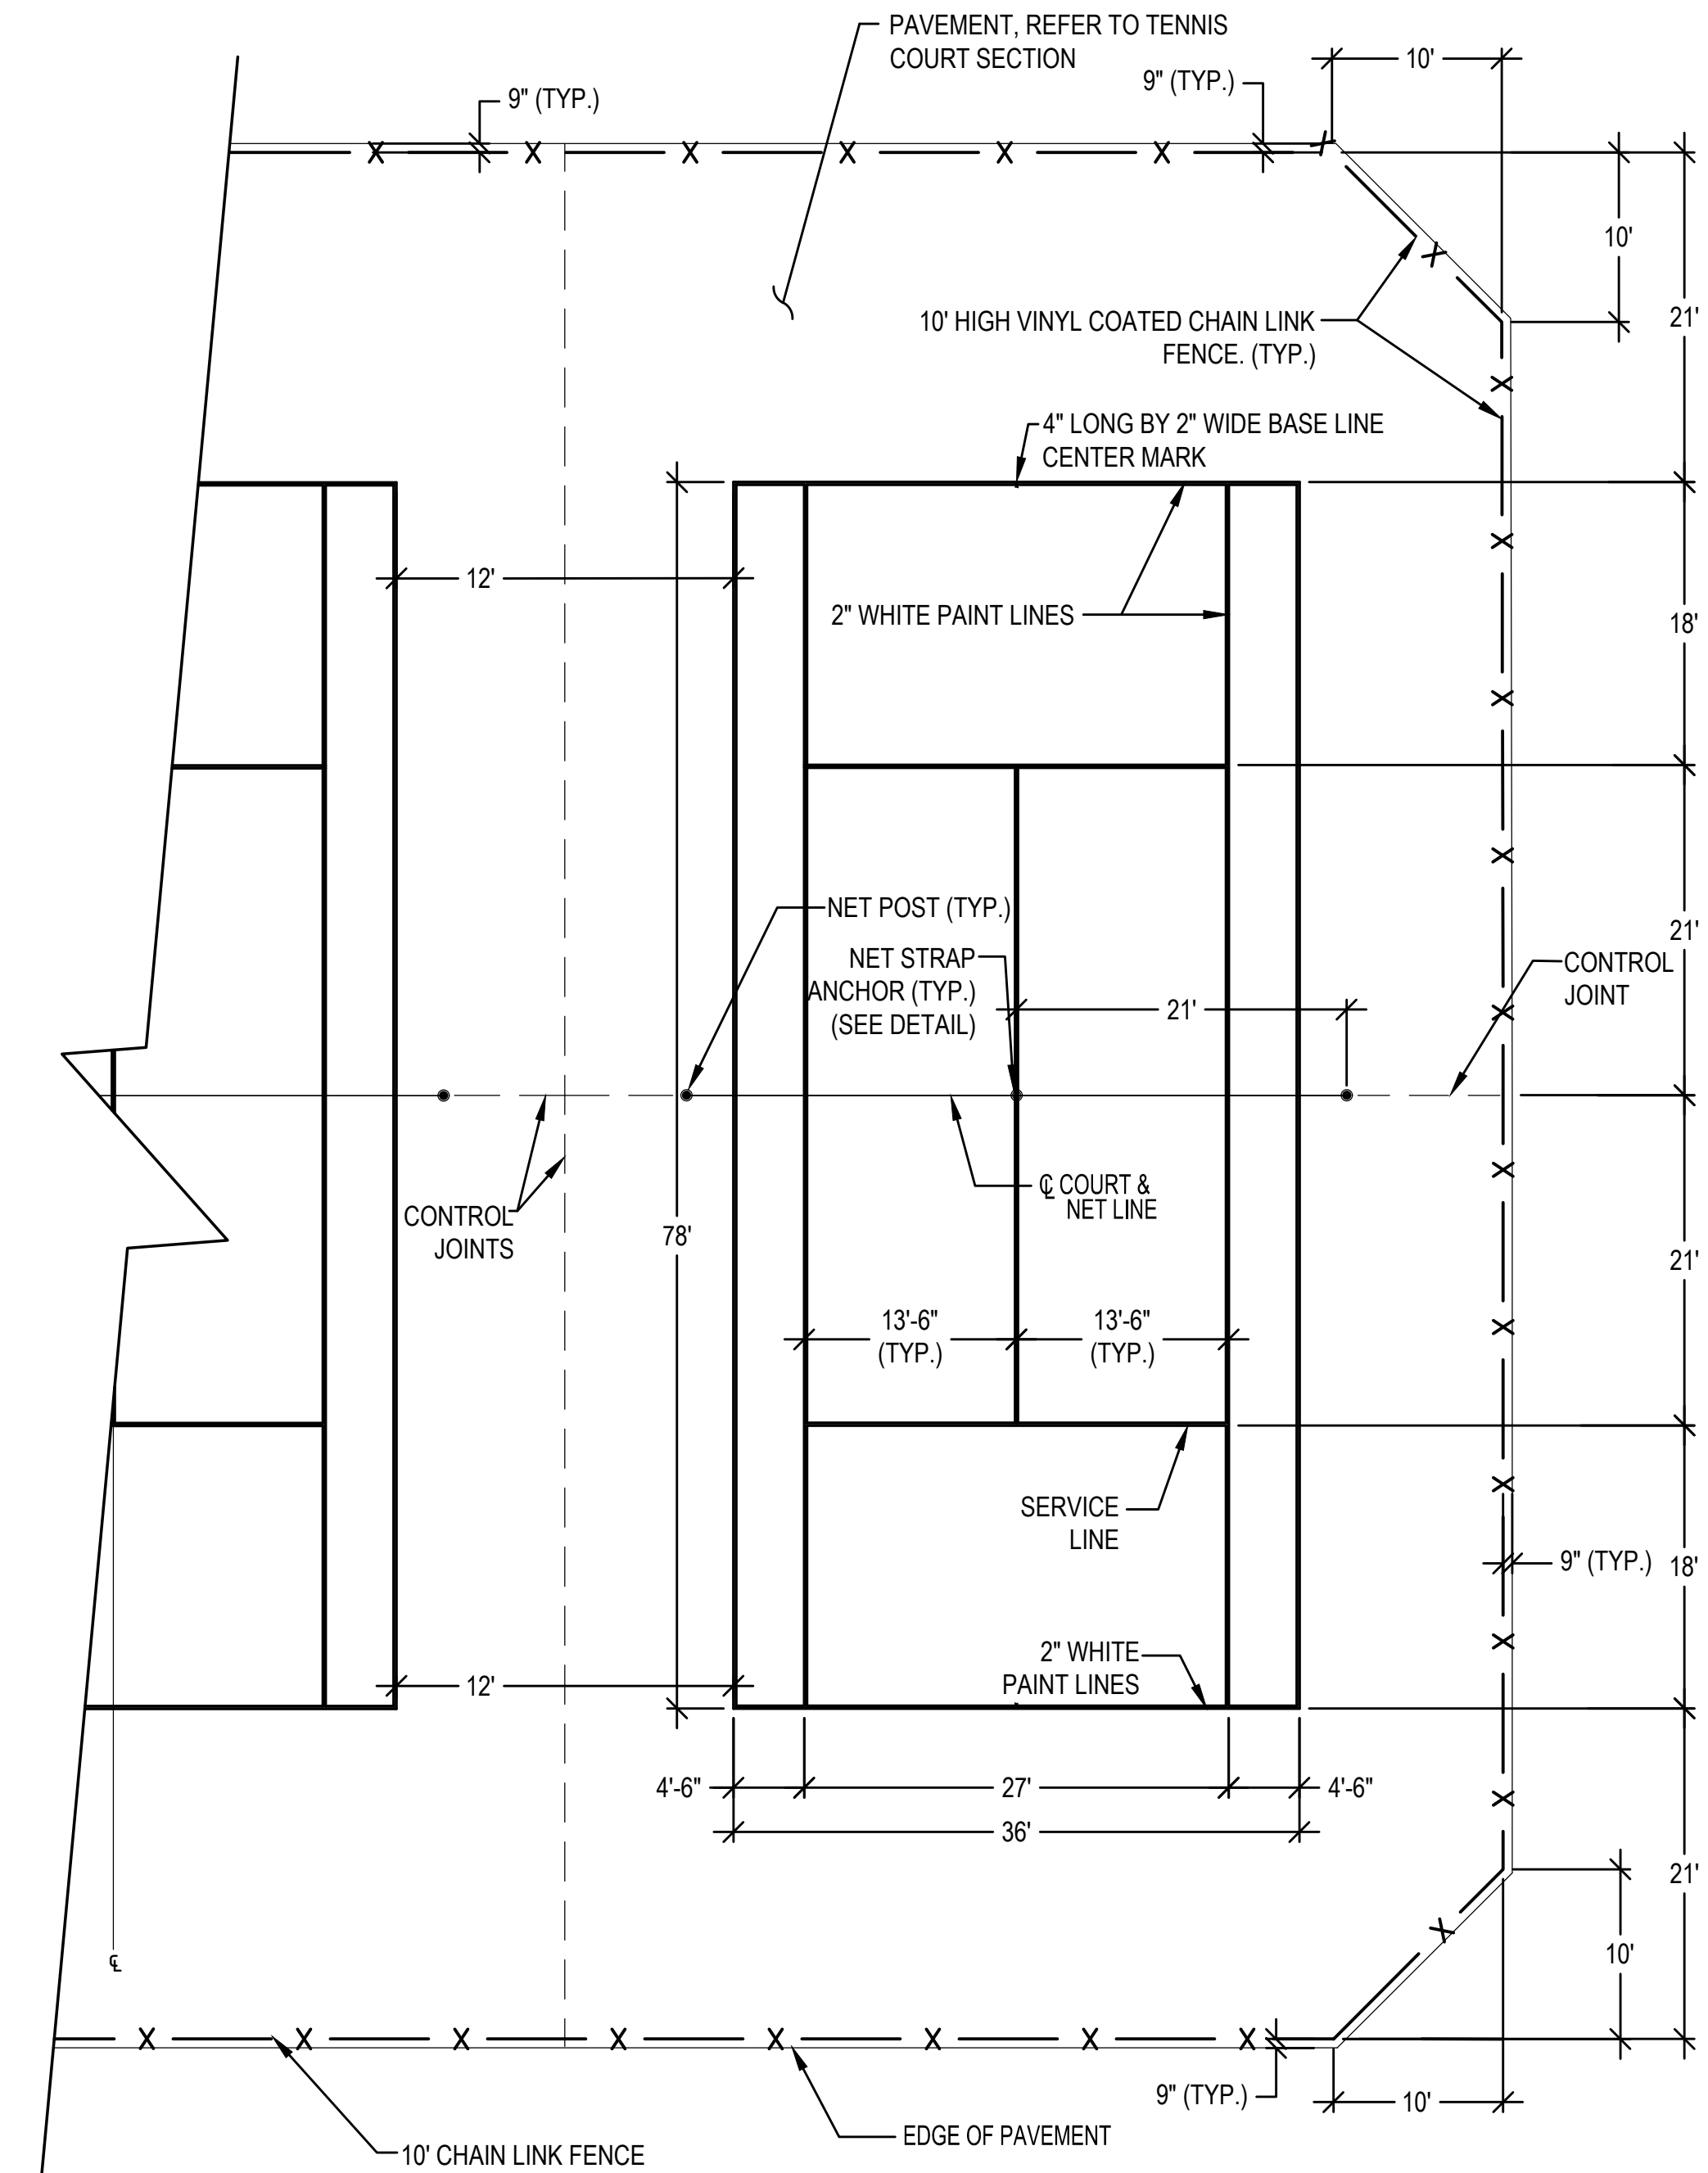 PAVEMENT, REFER TO TENNIS
COURT SECTION
10'
9" (TYP.)
9" (TYP.)
10'
21'
10' HIGH VINYL COATED CHAIN LINK
FENCE. (TYP.)
4" LONG BY 2" WIDE BASE LINE
CENTER MARK
12'
2" WHITE PAINT LINES
18'
NET POST (TYP.)
NET STRAP
ANCHOR (TYP.)
(SEE DETAIL)
21'
21'
CONTROL
JOINT
℄ COURT &
NET LINE
CONTROL
JOINTS
78'
21'
13'-6"
(TYP.)
13'-6"
(TYP.)
SERVICE
LINE
9" (TYP.)
18'
2" WHITE
PAINT LINES
12'
4'-6"
27'
4'-6"
36'
21'
10'
℄
9" (TYP.)
10'
EDGE OF PAVEMENT
10' CHAIN LINK FENCE